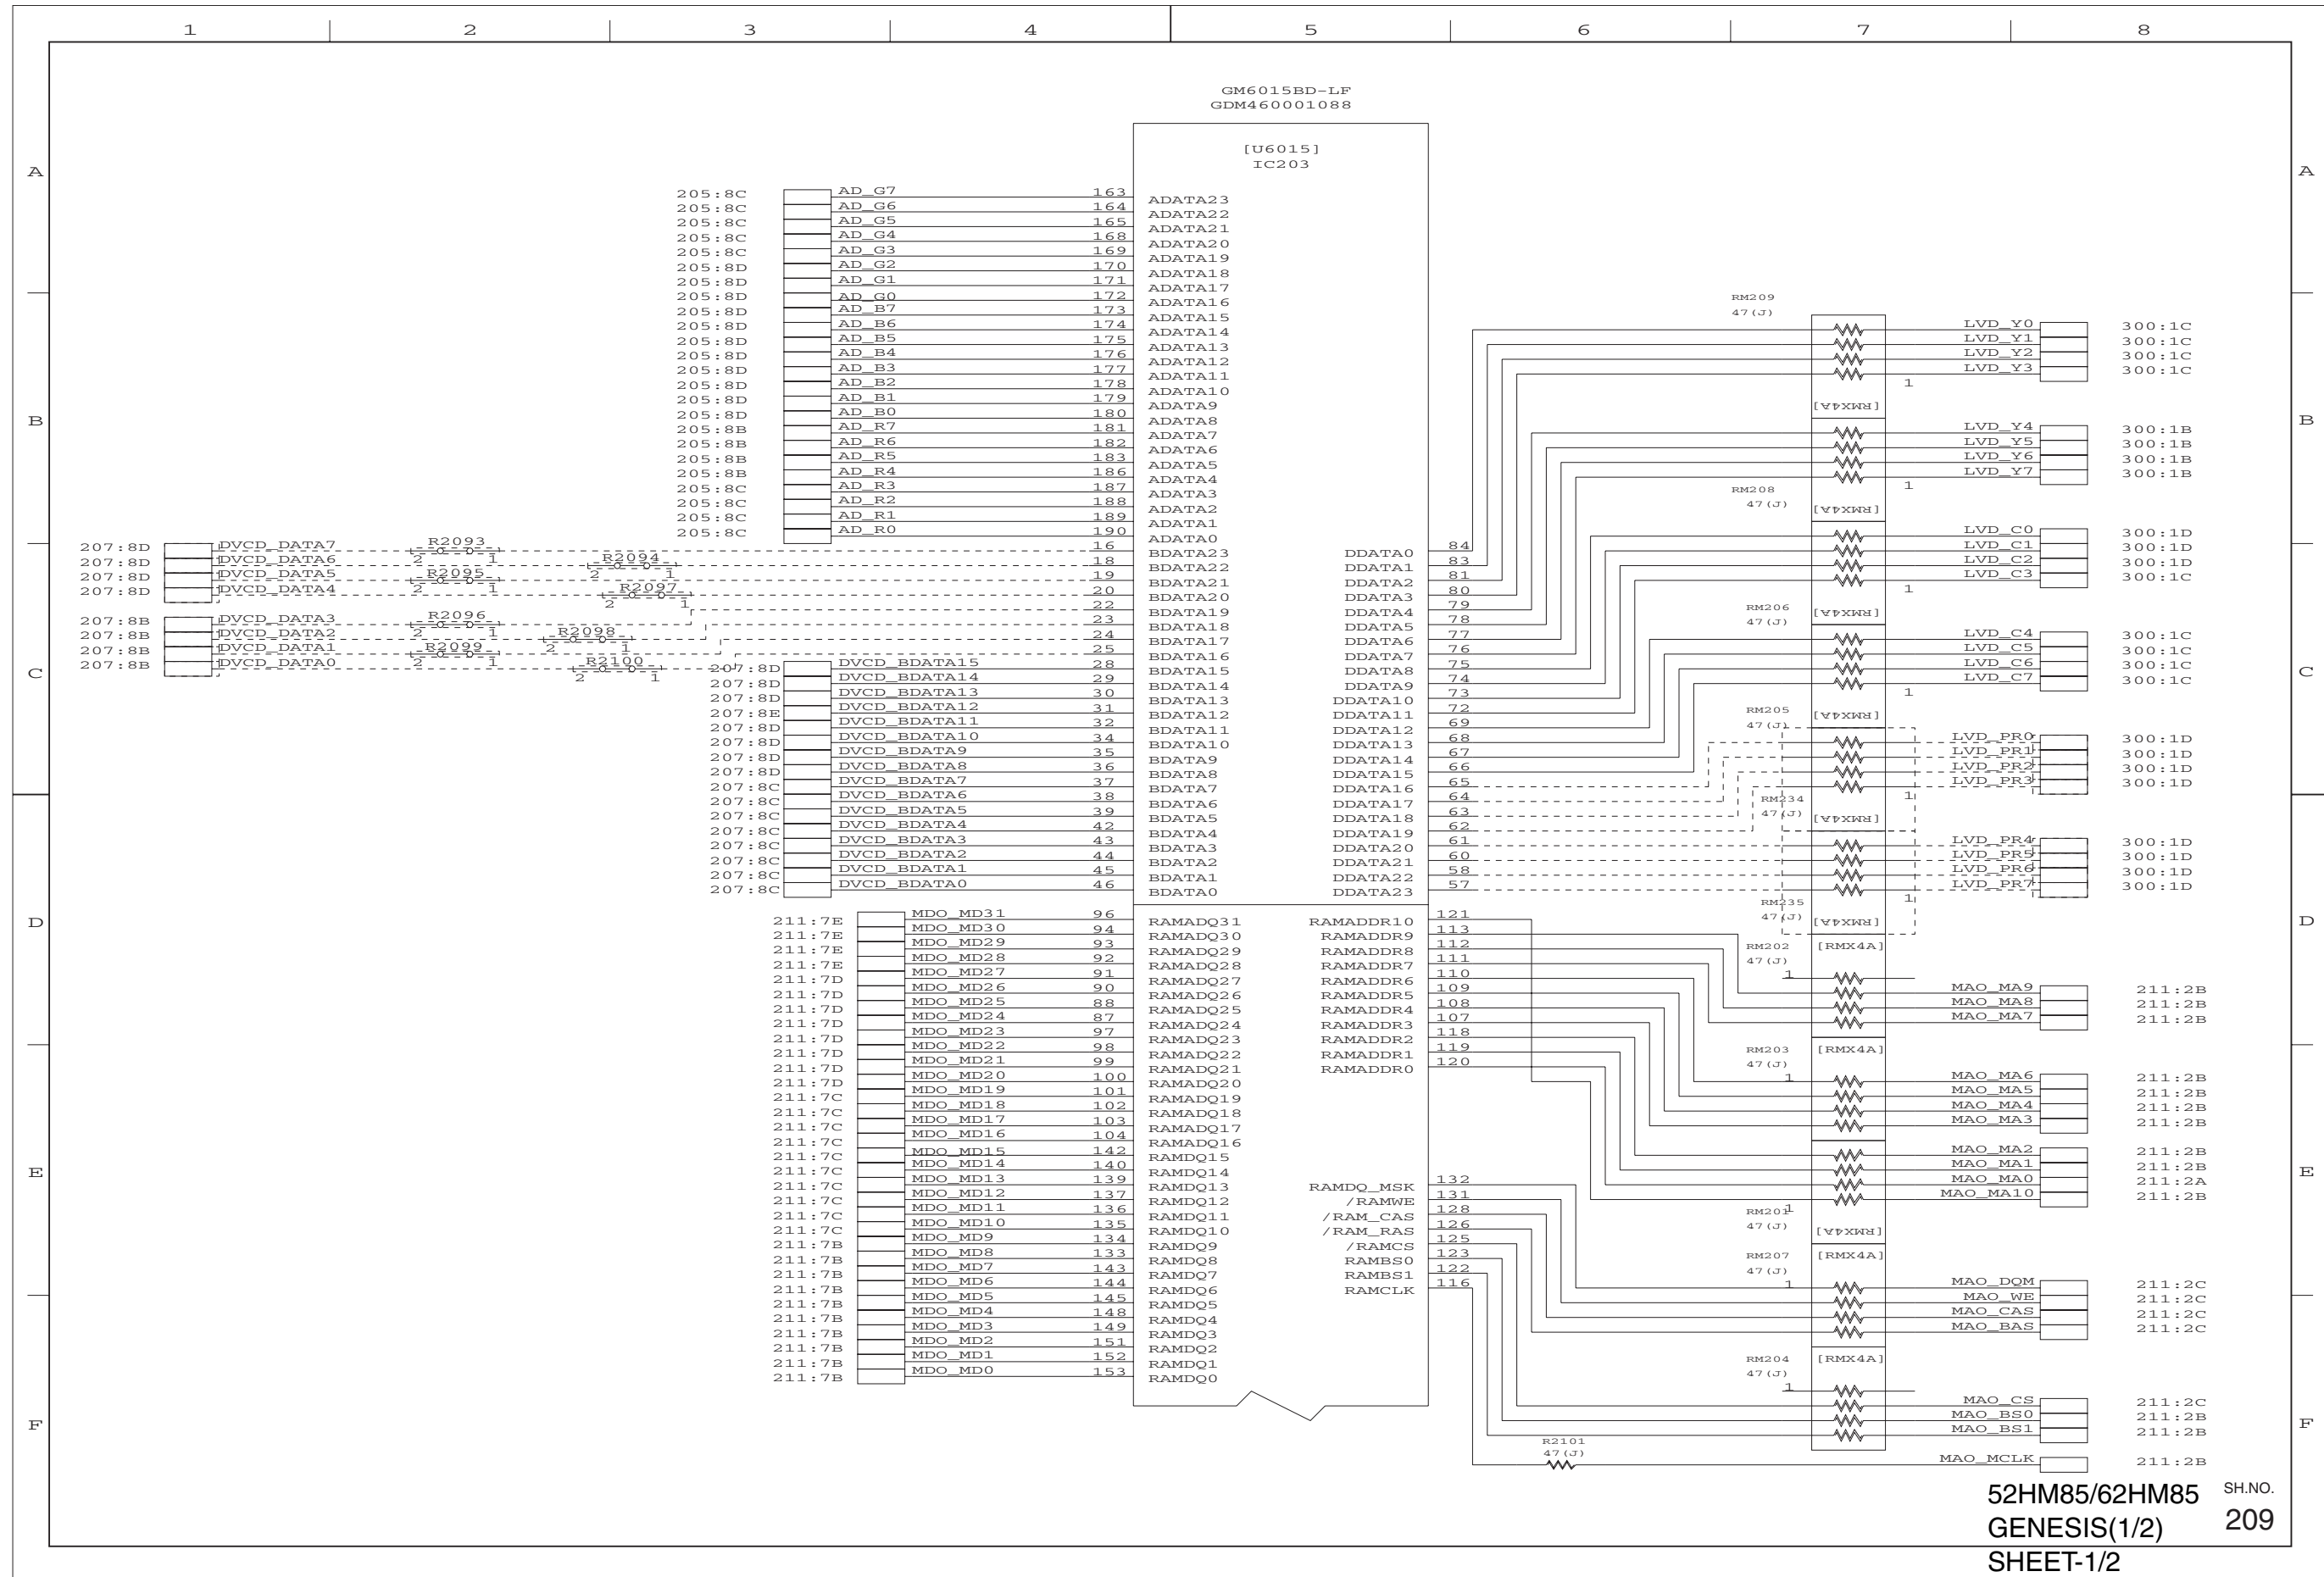 1 2 3 4 5 6 7 8
GM6015BD-LF
GDM460001088
[U6015]
IC203
A A
205:8C AD_G7 163 ADATA23
205:8C AD_G6 164 ADATA22
205:8C AD_G5 165 ADATA21
205:8C AD_G4 168 ADATA20
205:8C AD_G3 169 ADATA19
205:8D AD_G2 170 ADATA18
205:8D AD_G1 171 ADATA17
205:8D AD_G0 172 ADATA16
205:8D AD_B7 173 ADATA15
205:8D AD_B6 174 ADATA14
205:8D AD_B5 175 ADATA13
205:8D AD_B4 176 ADATA12
205:8D AD_B3 177 ADATA11
205:8D AD_B2 178 ADATA10
205:8D AD_B1 179 ADATA9
205:8D AD_B0 180 ADATA8
205:8B AD_R7 181 ADATA7
205:8B AD_R6 182 ADATA6
205:8B AD_R5 183 ADATA5
205:8B AD_R4 186 ADATA4
205:8C AD_R3 187 ADATA3
205:8C AD_R2 188 ADATA2
205:8C AD_R1 189 ADATA1
205:8C AD_R0 190 ADATA0
RM209
47(J)
LVD_Y0 300:1C
LVD_Y1 300:1C
LVD_Y2 300:1C
LVD_Y3 300:1C
1
[RMX4A]
B B
LVD_Y4 300:1B
LVD_Y5 300:1B
LVD_Y6 300:1B
LVD_Y7 300:1B
1
RM208
47(J)
[RMX4A]
LVD_C0 300:1D
LVD_C1 300:1D
LVD_C2 300:1D
LVD_C3 300:1C
1
RM206
47(J)
[RMX4A]
LVD_C4 300:1C
LVD_C5 300:1C
LVD_C6 300:1C
LVD_C7 300:1C
1
RM205
47(J)
[RMX4A]
LVD_PR0 300:1D
LVD_PR1 300:1D
LVD_PR2 300:1D
LVD_PR3 300:1D
1
RM234
47(J)
[RMX4A]
LVD_PR4 300:1D
LVD_PR5 300:1D
LVD_PR6 300:1D
LVD_PR7 300:1D
1
RM235
47(J)
[RMX4A]
207:8D DVCD_DATA7 R2093 2 1 16 BDATA23
207:8D DVCD_DATA6 R2094 2 1 18 BDATA22
207:8D DVCD_DATA5 R2095 2 1 19 BDATA21
207:8D DVCD_DATA4 R2097 2 1 20 BDATA20
207:8B DVCD_DATA3 R2096 2 1 22 BDATA19
207:8B DVCD_DATA2 R2098 2 1 23 BDATA18
207:8B DVCD_DATA1 R2099 2 1 24 BDATA17
207:8B DVCD_DATA0 R2100 2 1 25 BDATA16
C C
207:8D DVCD_BDATA15 28 BDATA15
207:8D DVCD_BDATA14 29 BDATA14
207:8D DVCD_BDATA13 30 BDATA13
207:8E DVCD_BDATA12 31 BDATA12
207:8D DVCD_BDATA11 32 BDATA11
207:8D DVCD_BDATA10 34 BDATA10
207:8D DVCD_BDATA9 35 BDATA9
207:8D DVCD_BDATA8 36 BDATA8
207:8C DVCD_BDATA7 37 BDATA7
207:8C DVCD_BDATA6 38 BDATA6
207:8C DVCD_BDATA5 39 BDATA5
207:8C DVCD_BDATA4 42 BDATA4
207:8C DVCD_BDATA3 43 BDATA3
207:8C DVCD_BDATA2 44 BDATA2
207:8C DVCD_BDATA1 45 BDATA1
207:8C DVCD_BDATA0 46 BDATA0
DDATA0 84
DDATA1 83
DDATA2 81
DDATA3 80
DDATA4 79
DDATA5 78
DDATA6 77
DDATA7 76
DDATA8 75
DDATA9 74
DDATA10 73
DDATA11 72
DDATA12 69
DDATA13 68
DDATA14 67
DDATA15 66
DDATA16 65
DDATA17 64
DDATA18 63
DDATA19 62
DDATA20 61
DDATA21 60
DDATA22 58
DDATA23 57
D D
211:7E MDO_MD31 96 RAMADQ31
211:7E MDO_MD30 94 RAMADQ30
211:7E MDO_MD29 93 RAMADQ29
211:7E MDO_MD28 92 RAMADQ28
211:7D MDO_MD27 91 RAMADQ27
211:7D MDO_MD26 90 RAMADQ26
211:7D MDO_MD25 88 RAMADQ25
211:7D MDO_MD24 87 RAMADQ24
211:7D MDO_MD23 97 RAMADQ23
211:7D MDO_MD22 98 RAMADQ22
211:7D MDO_MD21 99 RAMADQ21
211:7D MDO_MD20 100 RAMADQ20
211:7C MDO_MD19 101 RAMADQ19
211:7C MDO_MD18 102 RAMADQ18
211:7C MDO_MD17 103 RAMADQ17
211:7C MDO_MD16 104 RAMADQ16
211:7C MDO_MD15 142 RAMDQ15
211:7C MDO_MD14 140 RAMDQ14
211:7C MDO_MD13 139 RAMDQ13
211:7C MDO_MD12 137 RAMDQ12
211:7C MDO_MD11 136 RAMDQ11
211:7C MDO_MD10 135 RAMDQ10
211:7B MDO_MD9 134 RAMDQ9
211:7B MDO_MD8 133 RAMDQ8
211:7B MDO_MD7 143 RAMDQ7
211:7B MDO_MD6 144 RAMDQ6
211:7B MDO_MD5 145 RAMDQ5
211:7B MDO_MD4 148 RAMDQ4
211:7B MDO_MD3 149 RAMDQ3
211:7B MDO_MD2 151 RAMDQ2
211:7B MDO_MD1 152 RAMDQ1
211:7B MDO_MD0 153 RAMDQ0
RAMADDR10 121
RAMADDR9 113
RAMADDR8 112
RAMADDR7 111
RAMADDR6 110
RAMADDR5 109
RAMADDR4 108
RAMADDR3 107
RAMADDR2 118
RAMADDR1 119
RAMADDR0 120
RAMDQ_MSK 132
/RAMWE 131
/RAM_CAS 128
/RAM_RAS 126
/RAMCS 125
RAMBS0 123
RAMBS1 122
RAMCLK 116
RM202 [RMX4A]
47(J)
1
MAO_MA9 211:2B
MAO_MA8 211:2B
MAO_MA7 211:2B
RM203 [RMX4A]
47(J)
1
MAO_MA6 211:2B
MAO_MA5 211:2B
MAO_MA4 211:2B
MAO_MA3 211:2B
E E
MAO_MA2 211:2B
MAO_MA1 211:2B
MAO_MA0 211:2A
MAO_MA10 211:2B
RM201 1
47(J)
[RMX4A]
RM207 [RMX4A]
47(J)
1
MAO_DQM 211:2C
MAO_WE 211:2C
MAO_CAS 211:2C
MAO_BAS 211:2C
RM204 [RMX4A]
47(J)
1
F F
MAO_CS 211:2C
MAO_BS0 211:2B
MAO_BS1 211:2B
R2101
47(J)
MAO_MCLK 211:2B
52HM85/62HM85 SH.NO.
GENESIS(1/2) 209
SHEET-1/2